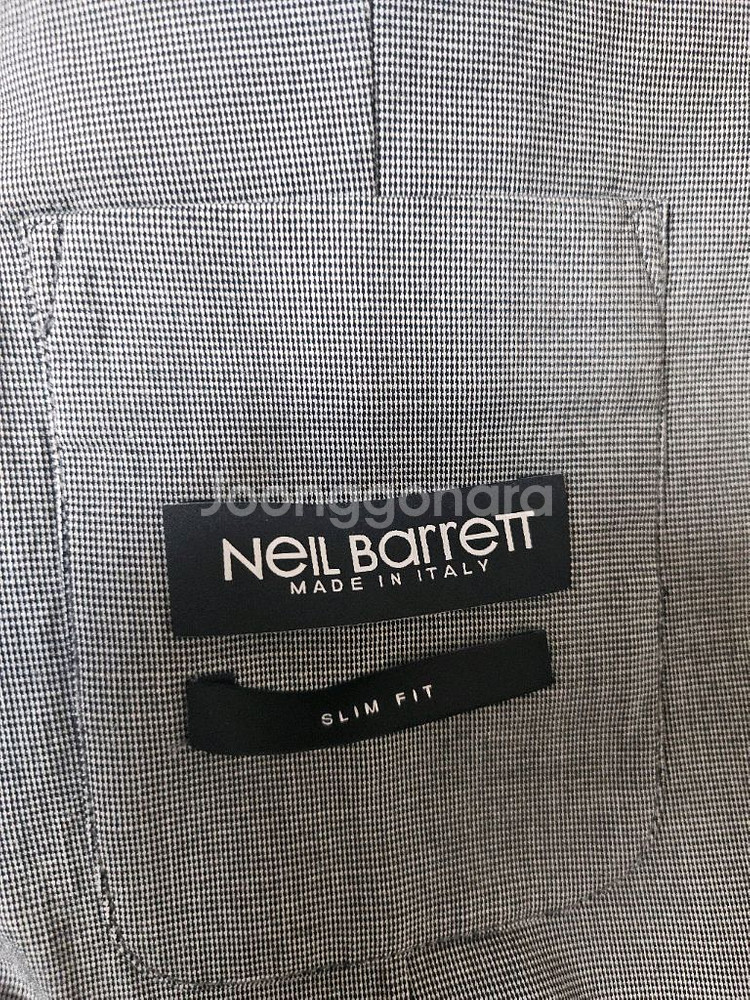 Joonggonara
NeIL BarreTT
MADE IN ITALY
SLIM FIT